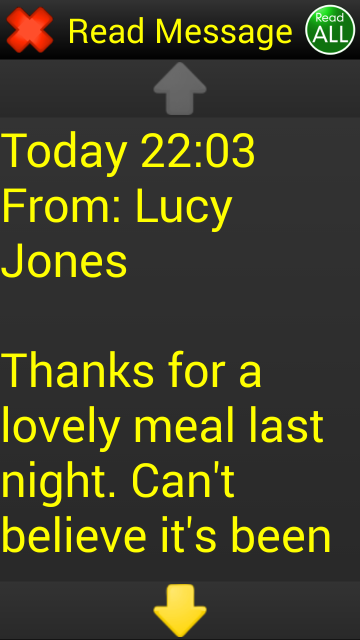 Read Message
Read
ALL
Today 22:03
From: Lucy
Jones
Thanks for a
lovely meal last
night. Can't
believe it's been